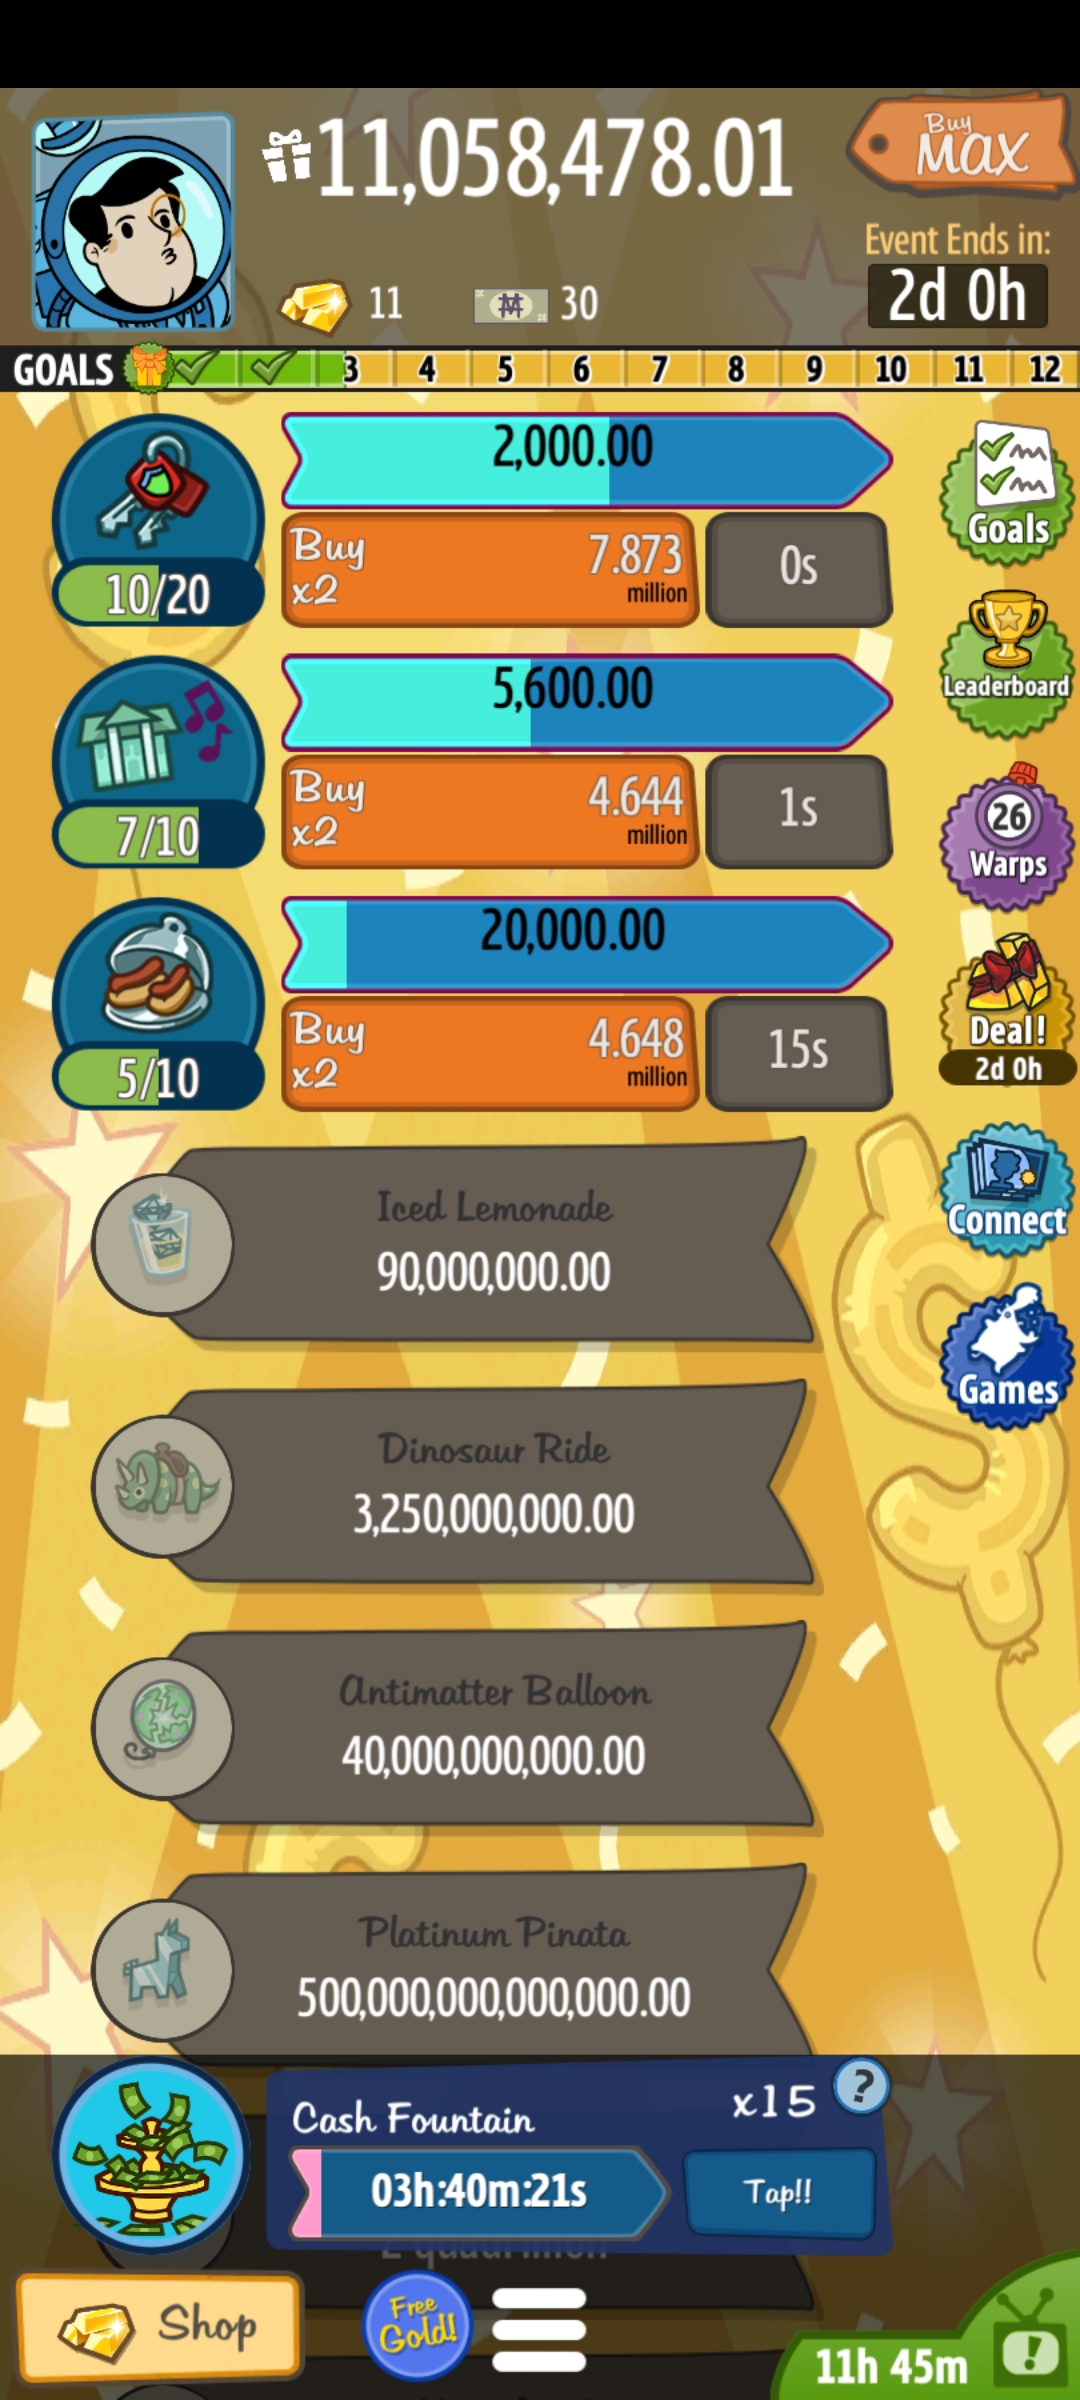 11,058,478.01
Buy
MAX
Event Ends in:
2d 0h
11
30
GOALS
3
4
5
6
7
8
9
10
11
12
2,000.00
Buy
x2
7.873
million
0s
10/20
Goals
5,600.00
Leaderboard
Buy
x2
4.644
million
1s
7/10
26
Warps
20,000.00
Buy
x2
4.648
million
15s
5/10
Deal!
2d 0h
Iced Lemonade
90,000,000.00
Connect
Dinosaur Ride
3,250,000,000.00
Games
Antimatter Balloon
40,000,000,000.00
Platinum Pinata
500,000,000,000,000.00
Cash Fountain
x15
?
03h:40m:21s
Tap!!
2 quadrillion
Shop
Free
Gold!
11h 45m
!